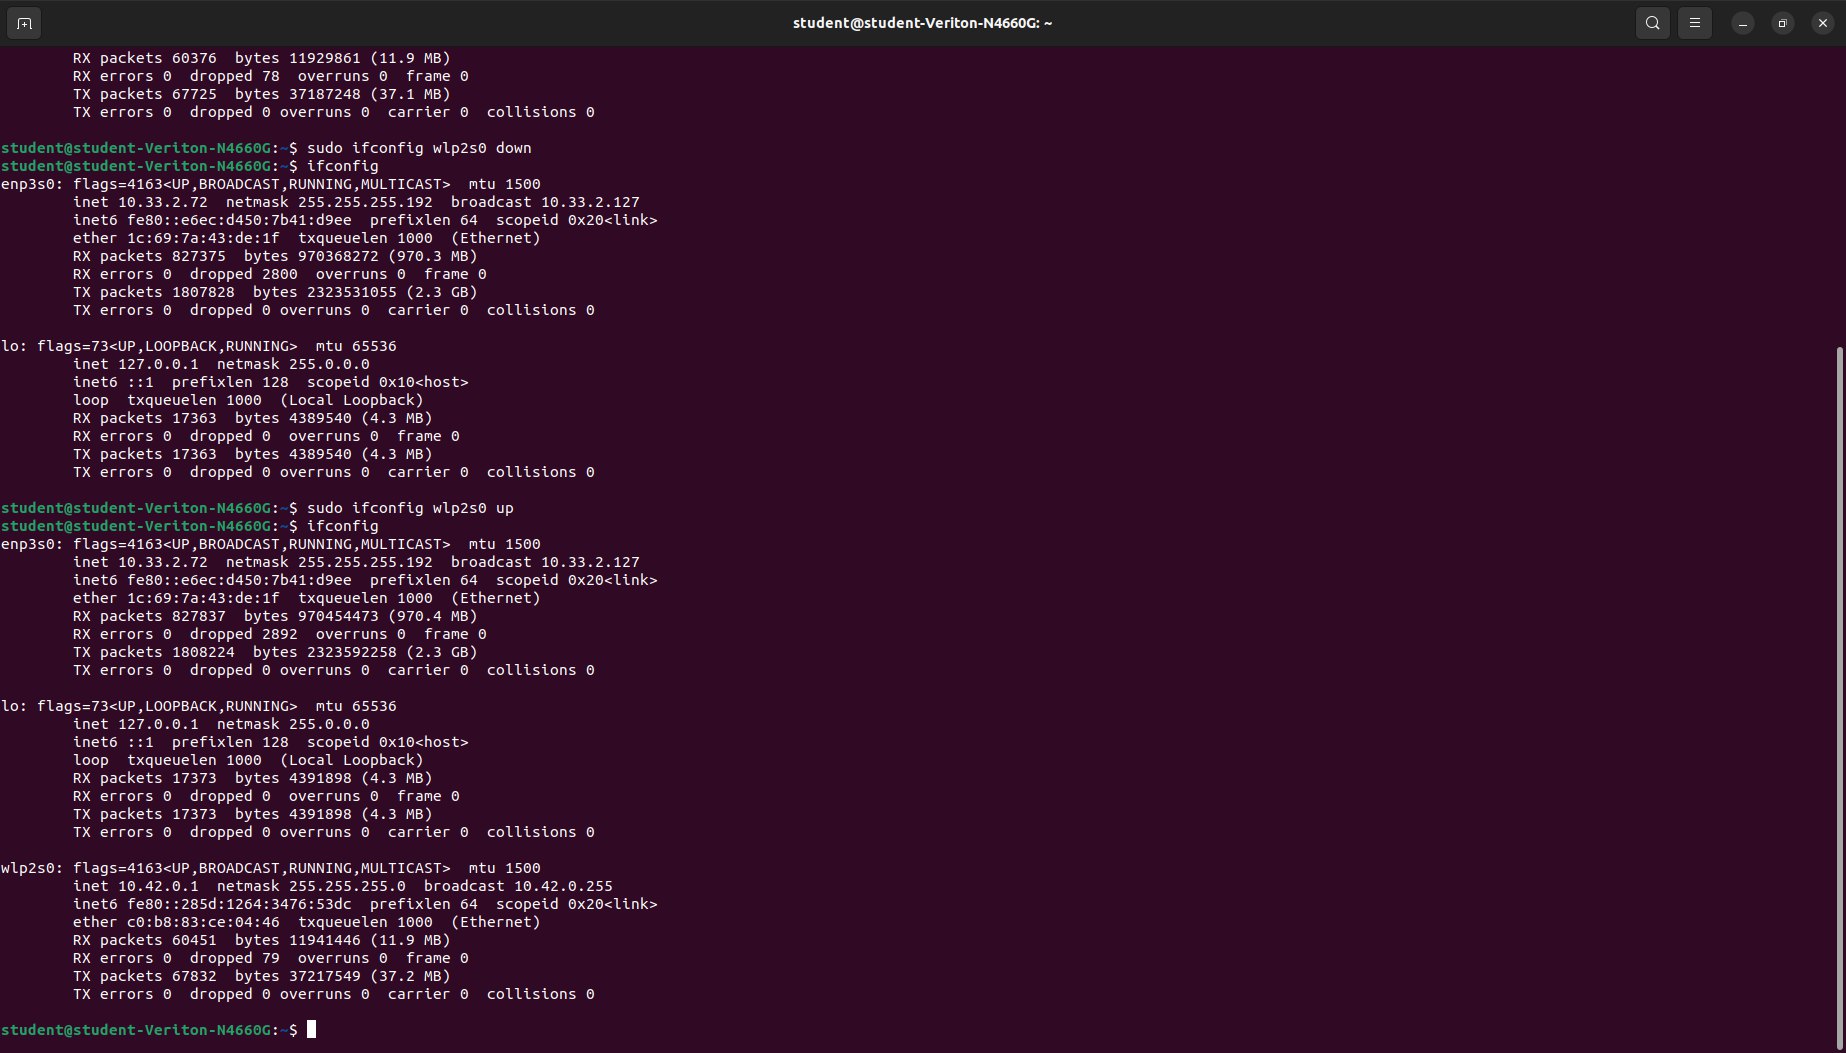 student@student-Veriton-N4660G: ~
RX packets 60376  bytes 11929861 (11.9 MB)
RX errors 0  dropped 78  overruns 0  frame 0
TX packets 67725  bytes 37187248 (37.1 MB)
TX errors 0  dropped 0 overruns 0  carrier 0  collisions 0
student@student-Veriton-N4660G:~$ sudo ifconfig wlp2s0 down
student@student-Veriton-N4660G:~$ ifconfig
enp3s0: flags=4163<UP,BROADCAST,RUNNING,MULTICAST>  mtu 1500
inet 10.33.2.72  netmask 255.255.255.192  broadcast 10.33.2.127
inet6 fe80::e6ec:d450:7b41:d9ee  prefixlen 64  scopeid 0x20<link>
ether 1c:69:7a:43:de:1f  txqueuelen 1000  (Ethernet)
RX packets 827375  bytes 970368272 (970.3 MB)
RX errors 0  dropped 2800  overruns 0  frame 0
TX packets 1807828  bytes 2323531055 (2.3 GB)
TX errors 0  dropped 0 overruns 0  carrier 0  collisions 0
lo: flags=73<UP,LOOPBACK,RUNNING>  mtu 65536
inet 127.0.0.1  netmask 255.0.0.0
inet6 ::1  prefixlen 128  scopeid 0x10<host>
loop  txqueuelen 1000  (Local Loopback)
RX packets 17363  bytes 4389540 (4.3 MB)
RX errors 0  dropped 0  overruns 0  frame 0
TX packets 17363  bytes 4389540 (4.3 MB)
TX errors 0  dropped 0 overruns 0  carrier 0  collisions 0
student@student-Veriton-N4660G:~$ sudo ifconfig wlp2s0 up
student@student-Veriton-N4660G:~$ ifconfig
enp3s0: flags=4163<UP,BROADCAST,RUNNING,MULTICAST>  mtu 1500
inet 10.33.2.72  netmask 255.255.255.192  broadcast 10.33.2.127
inet6 fe80::e6ec:d450:7b41:d9ee  prefixlen 64  scopeid 0x20<link>
ether 1c:69:7a:43:de:1f  txqueuelen 1000  (Ethernet)
RX packets 827837  bytes 970454473 (970.4 MB)
RX errors 0  dropped 2892  overruns 0  frame 0
TX packets 1808224  bytes 2323592258 (2.3 GB)
TX errors 0  dropped 0 overruns 0  carrier 0  collisions 0
lo: flags=73<UP,LOOPBACK,RUNNING>  mtu 65536
inet 127.0.0.1  netmask 255.0.0.0
inet6 ::1  prefixlen 128  scopeid 0x10<host>
loop  txqueuelen 1000  (Local Loopback)
RX packets 17373  bytes 4391898 (4.3 MB)
RX errors 0  dropped 0  overruns 0  frame 0
TX packets 17373  bytes 4391898 (4.3 MB)
TX errors 0  dropped 0 overruns 0  carrier 0  collisions 0
wlp2s0: flags=4163<UP,BROADCAST,RUNNING,MULTICAST>  mtu 1500
inet 10.42.0.1  netmask 255.255.255.0  broadcast 10.42.0.255
inet6 fe80::285d:1264:3476:53dc  prefixlen 64  scopeid 0x20<link>
ether c0:b8:83:ce:04:46  txqueuelen 1000  (Ethernet)
RX packets 60451  bytes 11941446 (11.9 MB)
RX errors 0  dropped 79  overruns 0  frame 0
TX packets 67832  bytes 37217549 (37.2 MB)
TX errors 0  dropped 0 overruns 0  carrier 0  collisions 0
student@student-Veriton-N4660G:~$